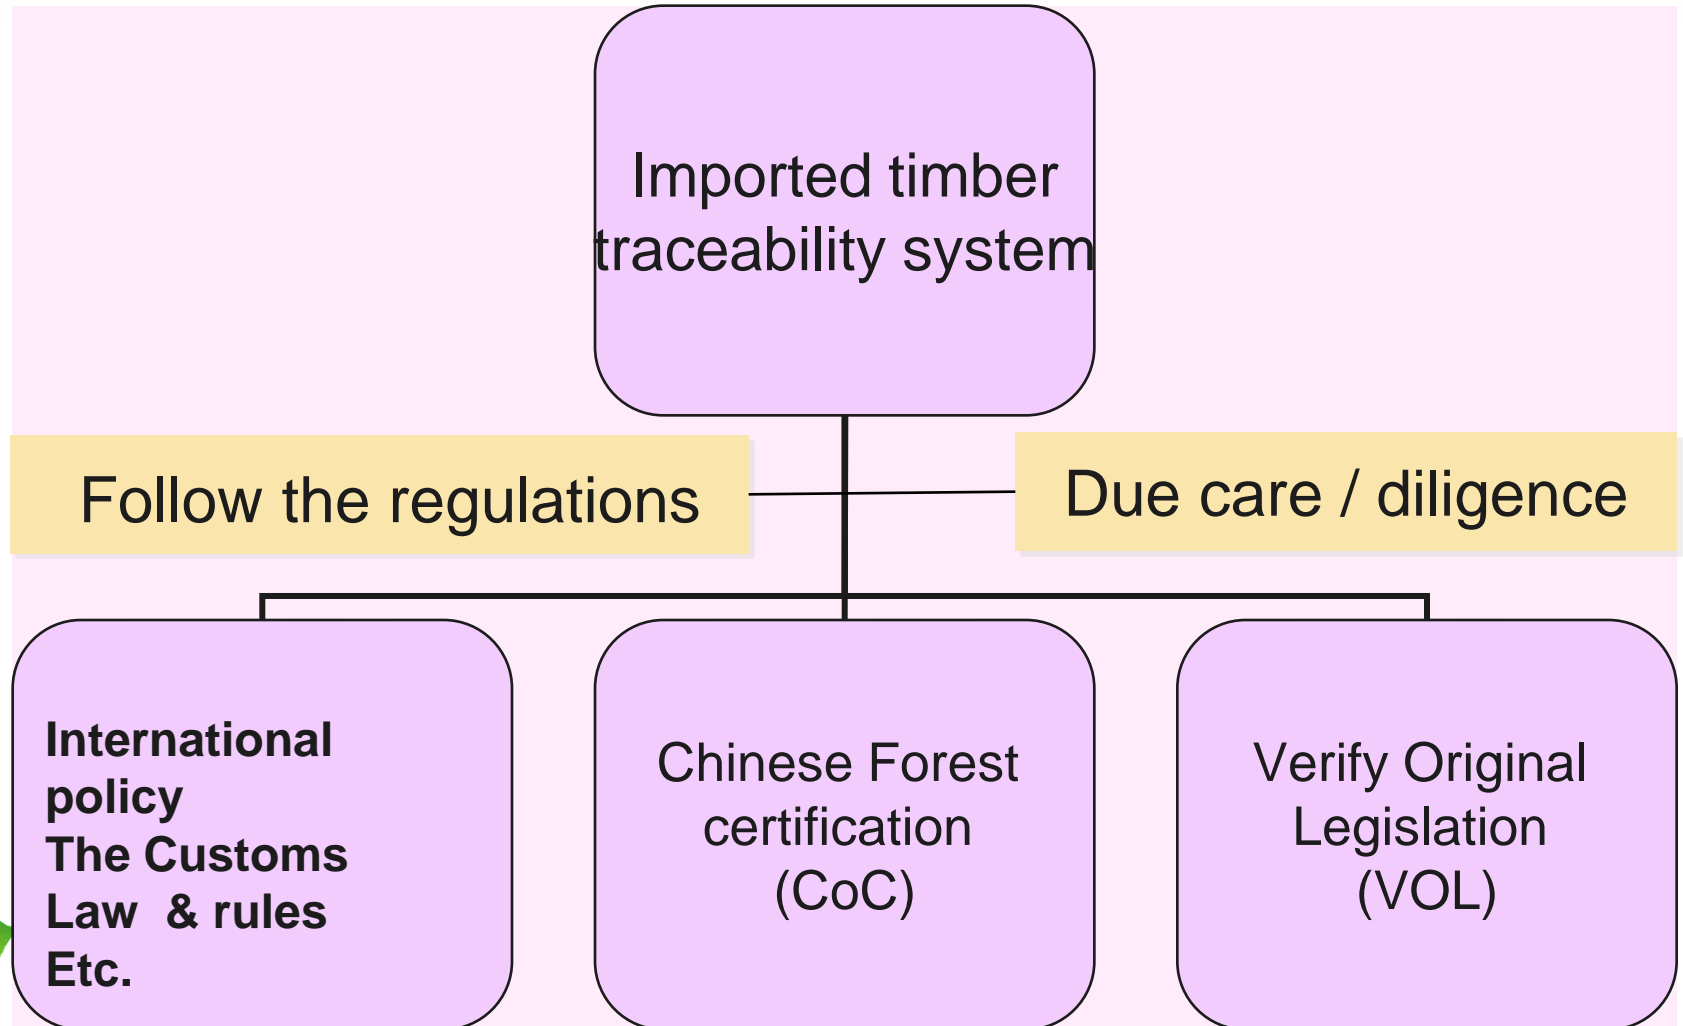 Imported timber
traceability system
Follow the regulations
Due care / diligence
International
policy
The Customs
Law & rules
Etc.
Chinese Forest
certification
(CoC)
Verify Original
Legislation
(VOL)